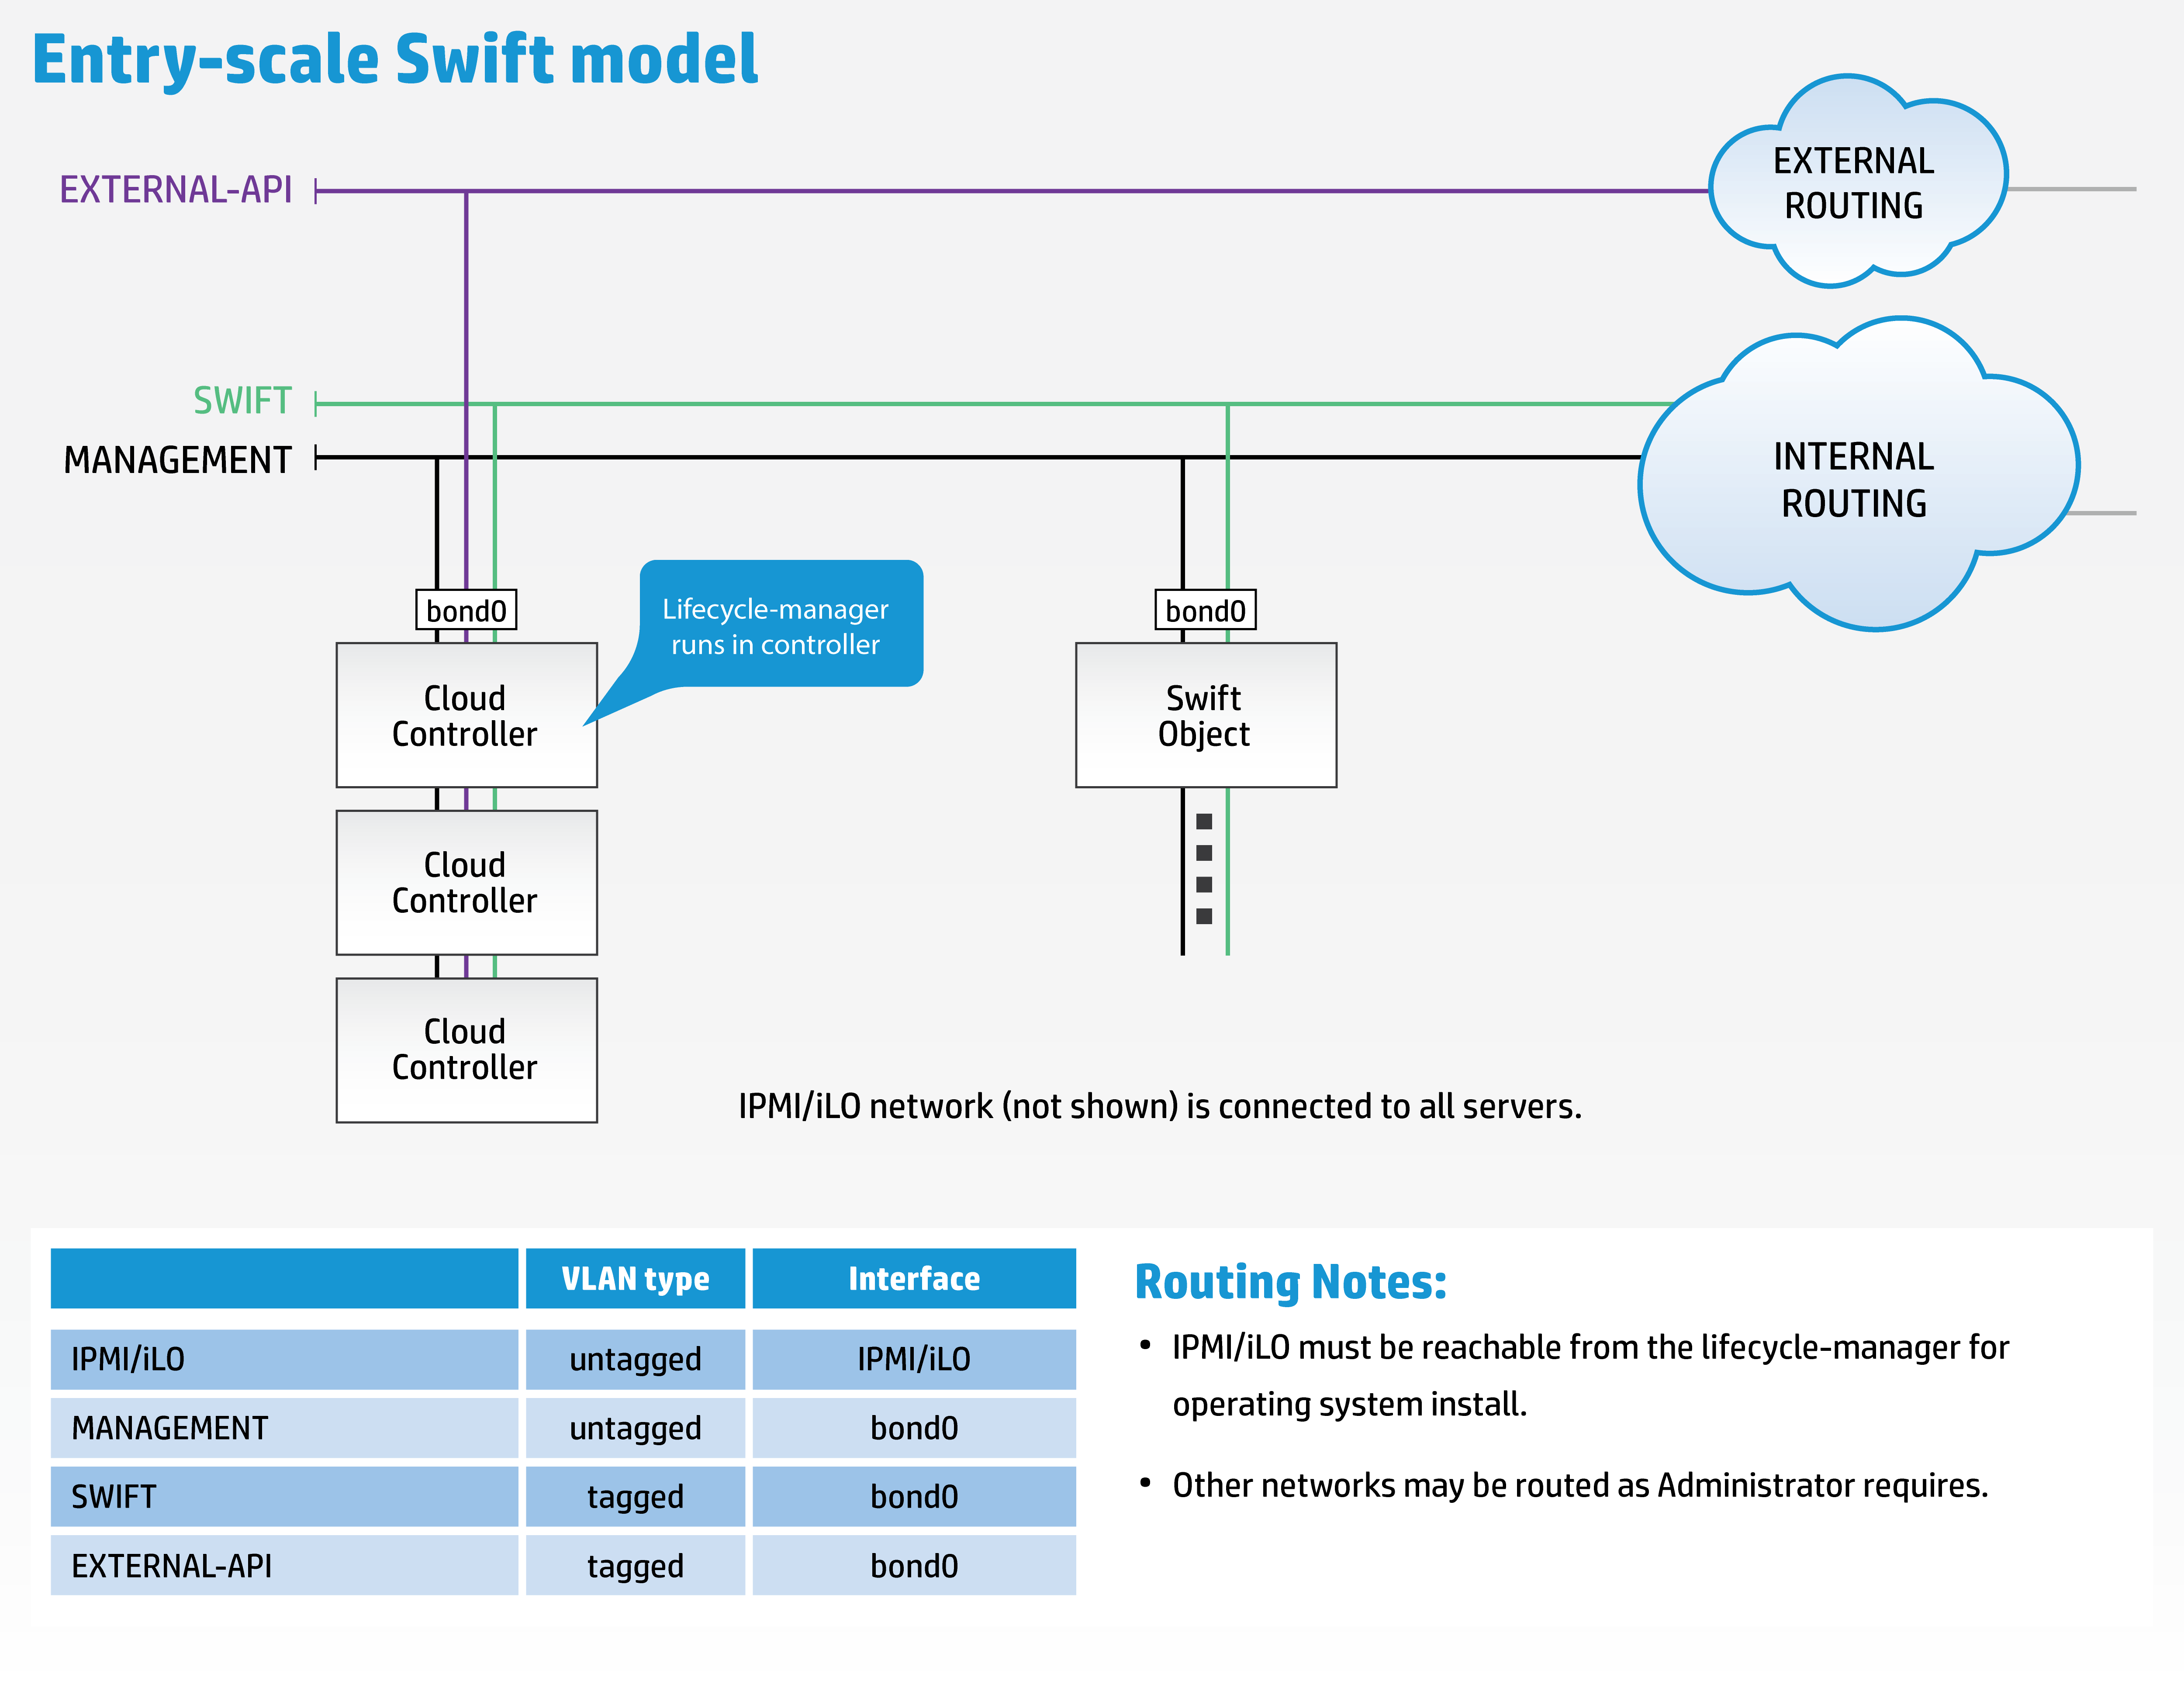 Entry-scale Swift model
EXTERNAL-API
EXTERNAL
ROUTING
SWIFT
MANAGEMENT
INTERNAL
ROUTING
bond0
Lifecycle-manager
runs in controller
bond0
Cloud
Controller
Swift
Object
Cloud
Controller
Cloud
Controller
IPMI/iLO network (not shown) is connected to all servers.
VLAN type Interface
IPMI/iLO untagged IPMI/iLO
MANAGEMENT untagged bond0
SWIFT tagged bond0
EXTERNAL-API tagged bond0
Routing Notes:
• IPMI/iLO must be reachable from the lifecycle-manager for
operating system install.
• Other networks may be routed as Administrator requires.